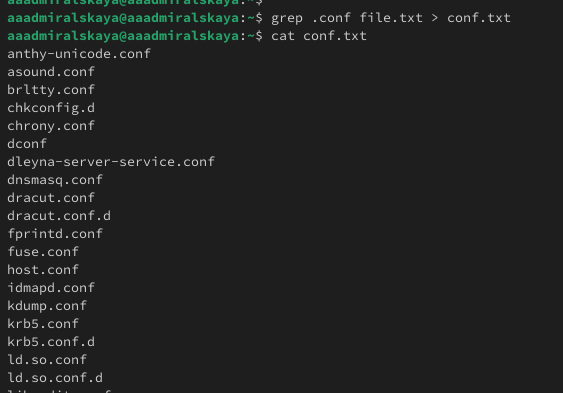 aaadmiralskaya@aaadmiralskaya:~$
aaadmiralskaya@aaadmiralskaya:~$ grep .conf file.txt > conf.txt
aaadmiralskaya@aaadmiralskaya:~$ cat conf.txt
anthy-unicode.conf
asound.conf
brltty.conf
chkconfig.d
chrony.conf
dconf
dleyna-server-service.conf
dnsmasq.conf
dracut.conf
dracut.conf.d
fprintd.conf
fuse.conf
host.conf
idmapd.conf
kdump.conf
krb5.conf
krb5.conf.d
ld.so.conf
ld.so.conf.d